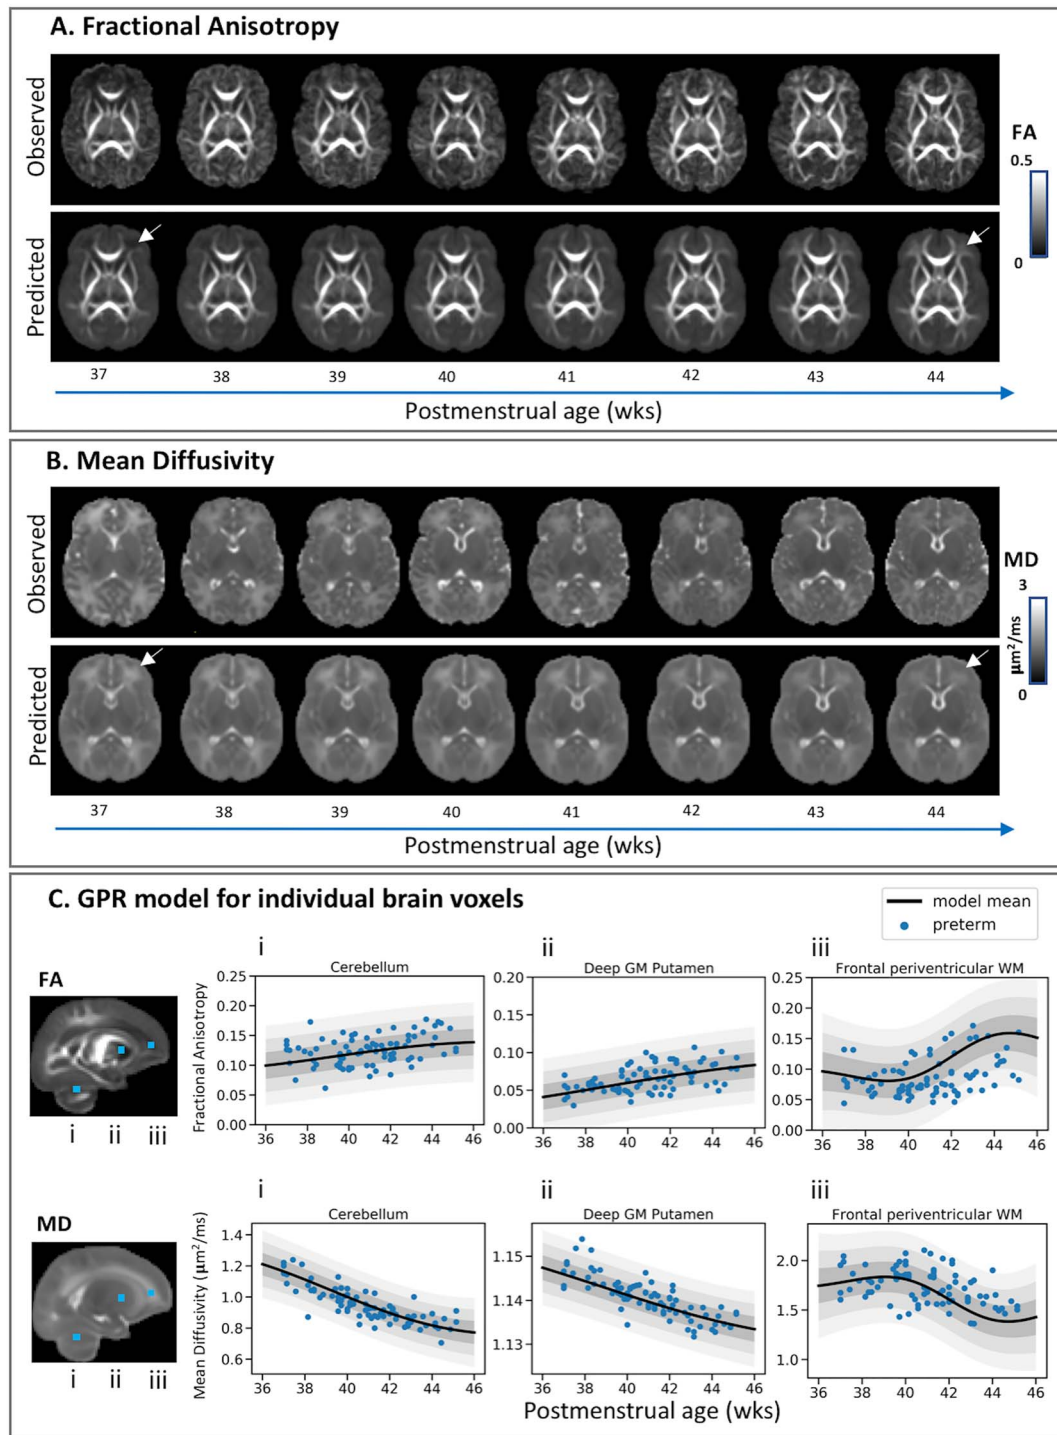 A. Fractional Anisotropy
Observed
FA
0.5
0
Predicted
37 38 39 40 41 42 43 44
Postmenstrual age (wks)
B. Mean Diffusivity
Observed
MD
3
μm²/ms
0
Predicted
37 38 39 40 41 42 43 44
Postmenstrual age (wks)
C. GPR model for individual brain voxels
model mean
preterm
FA
i ii iii
i
Cerebellum
Fractional Anisotropy
0.25
0.20
0.15
0.10
0.05
0.00
36 38 40 42 44 46
ii
Deep GM Putamen
0.20
0.15
0.10
0.05
0.00
36 38 40 42 44 46
iii
Frontal periventricular WM
0.25
0.20
0.15
0.10
0.05
0.00
36 38 40 42 44 46
MD
i ii iii
i
Cerebellum
Mean Diffusivity (μm²/ms)
1.4
1.2
1.0
0.8
0.6
36 38 40 42 44 46
ii
Deep GM Putamen
1.15
1.14
1.13
36 38 40 42 44 46
iii
Frontal periventricular WM
2.0
1.5
1.0
36 38 40 42 44 46
Postmenstrual age (wks)